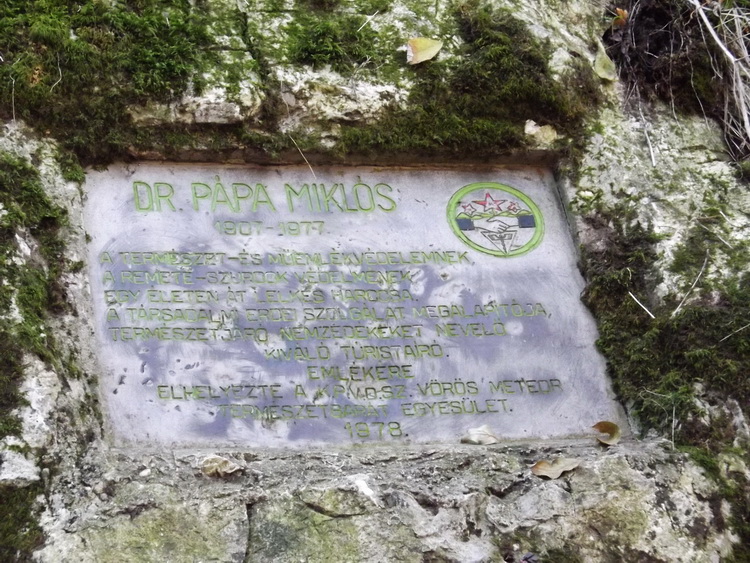 DR. PÁPA MIKLÓS
1901-1977.
A TERMÉSZET- ÉS MŰEMLÉKVÉDELEMNEK,
A REMETE-SZURDOK VÉDELMÉNEK
EGY ÉLETEN ÁT LELKES HARCOSA,
A TÁRSADALMI ERDEI SZOLGÁLAT MEGALAPÍTÓJA,
TERMÉSZETJÁRÓ NEMZEDÉKEKET NEVELŐ
KIVÁLÓ TURISTAÍRÓ.
EMLÉKÉRE
ELHELYEZTE A K.P.V.D.SZ. VÖRÖS METEOR
TERMÉSZETBARÁT EGYESÜLET.
1978.